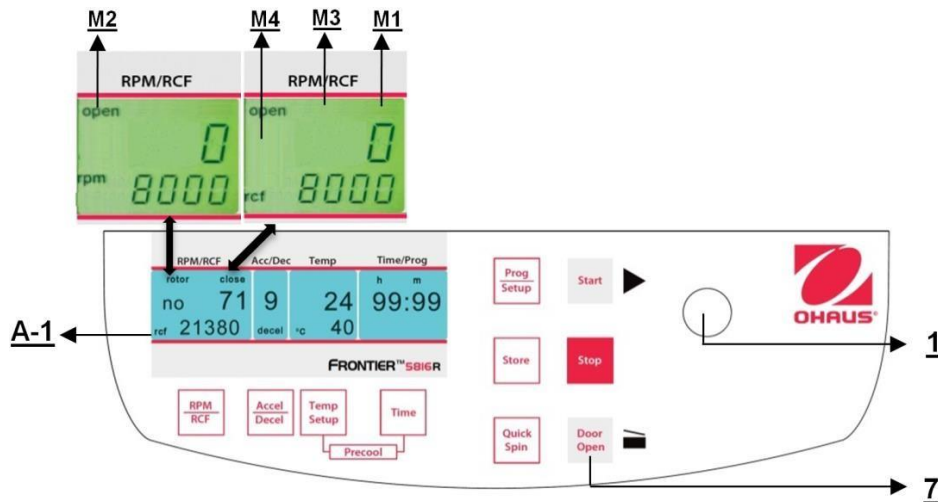 M2 M4 M3 M1
RPM/RCF RPM/RCF
open open
0 0
rpm 8000 rcf 8000
RPM/RCF Acc/Dec Temp Time/Prog
rotor close h m
no 71 9 24 99:99
rcf 21380 decel °C 40
A-1
FRONTIER™ 5816R
RPM
RCF
Accel
Decel
Temp
Setup
Time
Precool
Prog
Setup
Start
Store
Stop
Quick
Spin
Door
Open
OHAUS®
1
7